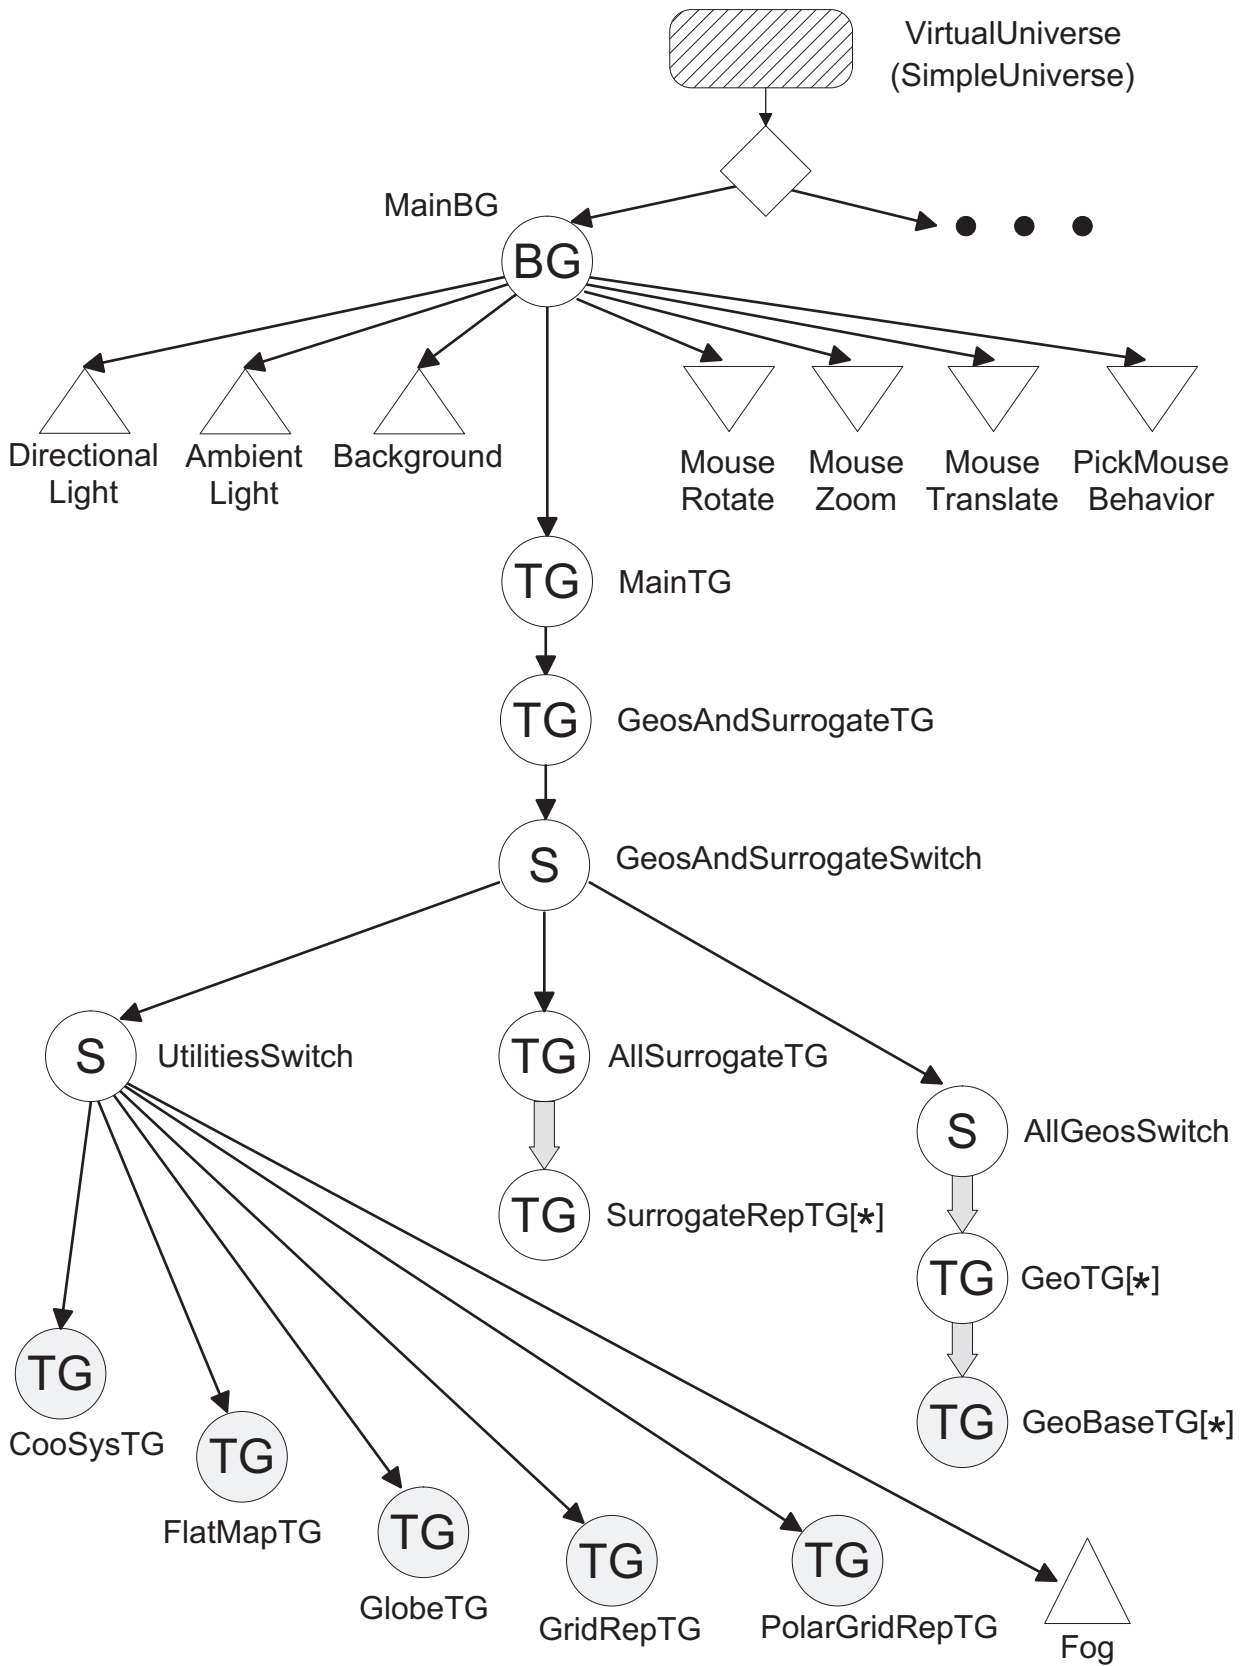 VirtualUniverse
(SimpleUniverse)
MainBG
BG
Directional
Light
Ambient
Light
Background
Mouse
Rotate
Mouse
Zoom
Mouse
Translate
PickMouse
Behavior
TG
MainTG
TG
GeosAndSurrogateTG
S
GeosAndSurrogateSwitch
S
UtilitiesSwitch
TG
AllSurrogateTG
S
AllGeosSwitch
TG
SurrogateRepTG[*]
TG
GeoTG[*]
TG
GeoBaseTG[*]
TG
CooSysTG
TG
FlatMapTG
TG
GlobeTG
TG
GridRepTG
TG
PolarGridRepTG
Fog